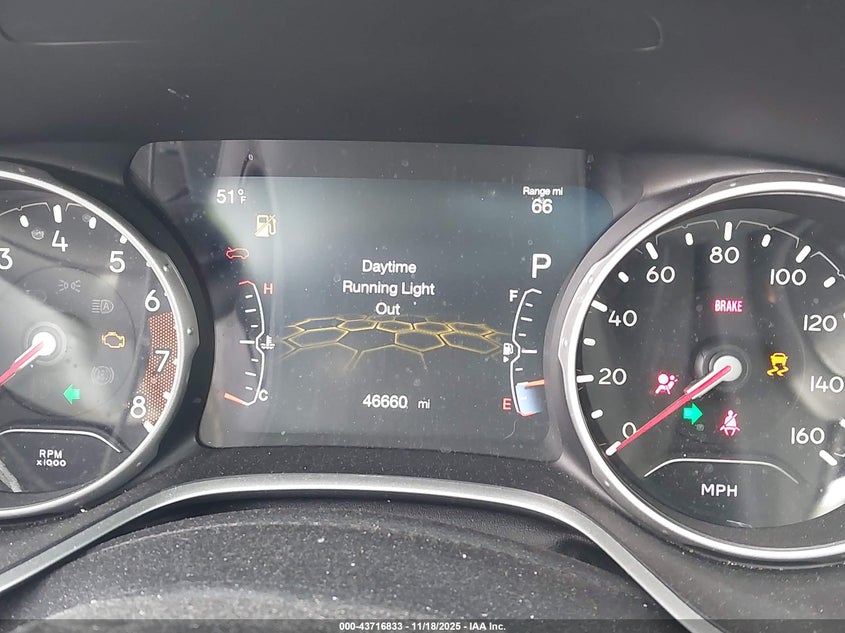 51°F
Range mi
66
Daytime
Running Light
Out
P
H
C
F
E
46660 mi
3
4
5
6
7
8
RPM
x1000
0
20
40
60
80
100
120
140
160
BRAKE
MPH
000-43716833 - 11/18/2025 - IAA Inc.